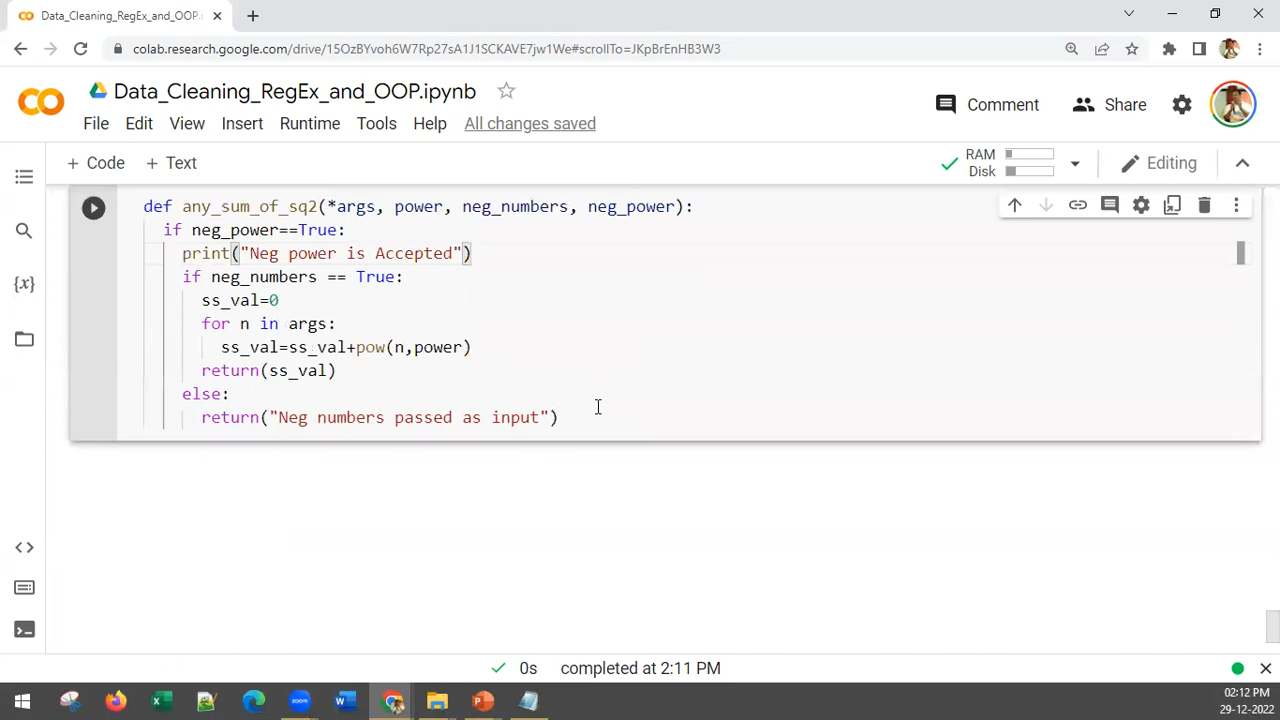 Data_Cleaning_RegEx_and_OOP.i
colab.research.google.com/drive/15OzBYvoh6W7Rp27sA1J1SCKAVE7jw1We#scrollTo=JKpBrEnHB3W3
Data_Cleaning_RegEx_and_OOP.ipynb
Comment
Share
File Edit View Insert Runtime Tools Help All changes saved
+ Code + Text
RAM
Disk
Editing
def any_sum_of_sq2(*args, power, neg_numbers, neg_power):
if neg_power==True:
print("Neg power is Accepted")
if neg_numbers == True:
ss_val=0
for n in args:
ss_val=ss_val+pow(n,power)
return(ss_val)
else:
return("Neg numbers passed as input")
{x}
0s completed at 2:11 PM
zoom
02:12 PM
29-12-2022